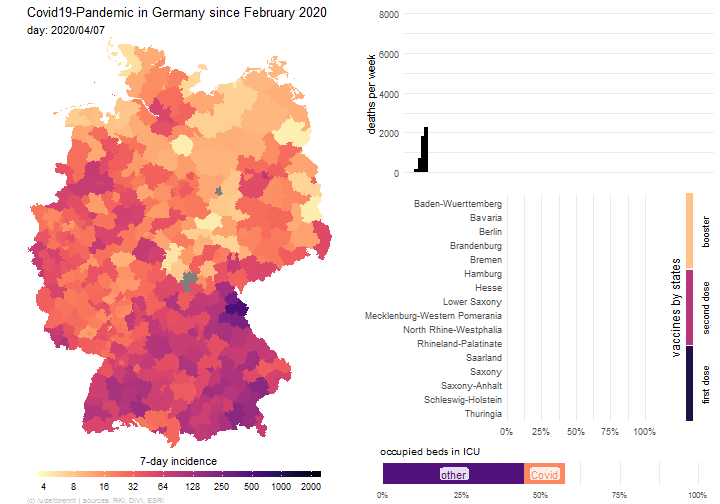 Covid19-Pandemic in Germany since February 2020
day: 2020/04/07
7-day incidence
4 8 16 32 64 125 250 500 1000 2000
(c) /u/zeltbrennt | sources: RKI, DIVI, ESRI
deaths per week
8000
6000
4000
2000
0
Baden-Wuerttemberg
Bavaria
Berlin
Brandenburg
Bremen
Hamburg
Hesse
Lower Saxony
Mecklenburg-Western Pomerania
North Rhine-Westphalia
Rhineland-Palatinate
Saarland
Saxony
Saxony-Anhalt
Schleswig-Holstein
Thuringia
0% 25% 50% 75% 100%
vaccines by states
booster
second dose
first dose
occupied beds in ICU
other Covid
0% 25% 50% 75% 100%